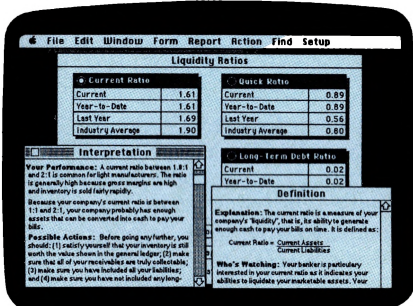 File Edit Window Form Report Action Find Setup
Liquidity Ratios
Current Ratio
Current 1.61
Year-to-Date 1.61
Last Year 1.69
Industry Average 1.90
Quick Ratio
Current 0.89
Year-to-Date 0.89
Last Year 0.56
Industry Average 0.80
Long-Term Debt Ratio
Current 0.02
Year-to-Date 0.02
Interpretation
Your Performance: A current ratio between 1.8:1
and 2:1 is common for light manufacturers. The ratio
is generally high because gross margins are high
and inventory is sold fairly rapidly.
Because your company's current ratio is between
1:1 and 2:1, your company probably has enough
assets that can be converted into cash to pay your
bills.
Possible Actions: Before going any further, you
should: (1) satisfy yourself that your inventory is still
worth the value shown in the general ledger; (2) make
sure that all of your receivables are truly collectable;
(3) make sure you have included all your liabilities;
and (4) make sure you have not included any long-
Definition
Explanation: The current ratio is a measure of your
company's "liquidity", that is, its ability to generate
enough cash to pay your bills on time. It is defined as:
Current Ratio = Current Assets
Current Liabilities
Who's Watching: Your banker is particularly
interested in your current ratio as it indicates your
abilities to liquidate your marketable assets. Your